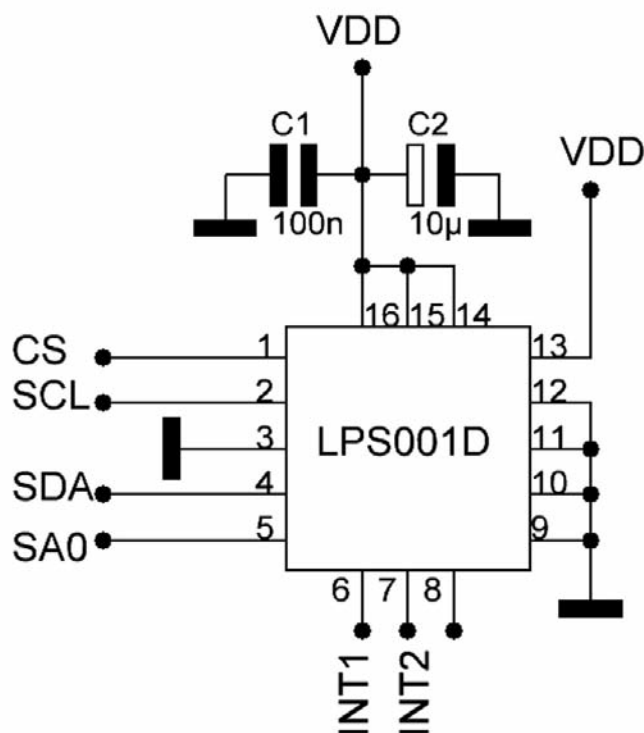 VDD
C1
C2
VDD
100n
10µ
16 15 14
CS
1
13
SCL
2
12
3
LPS001D
11
SDA
4
10
SA0
5
9
6
7
8
INT1
INT2